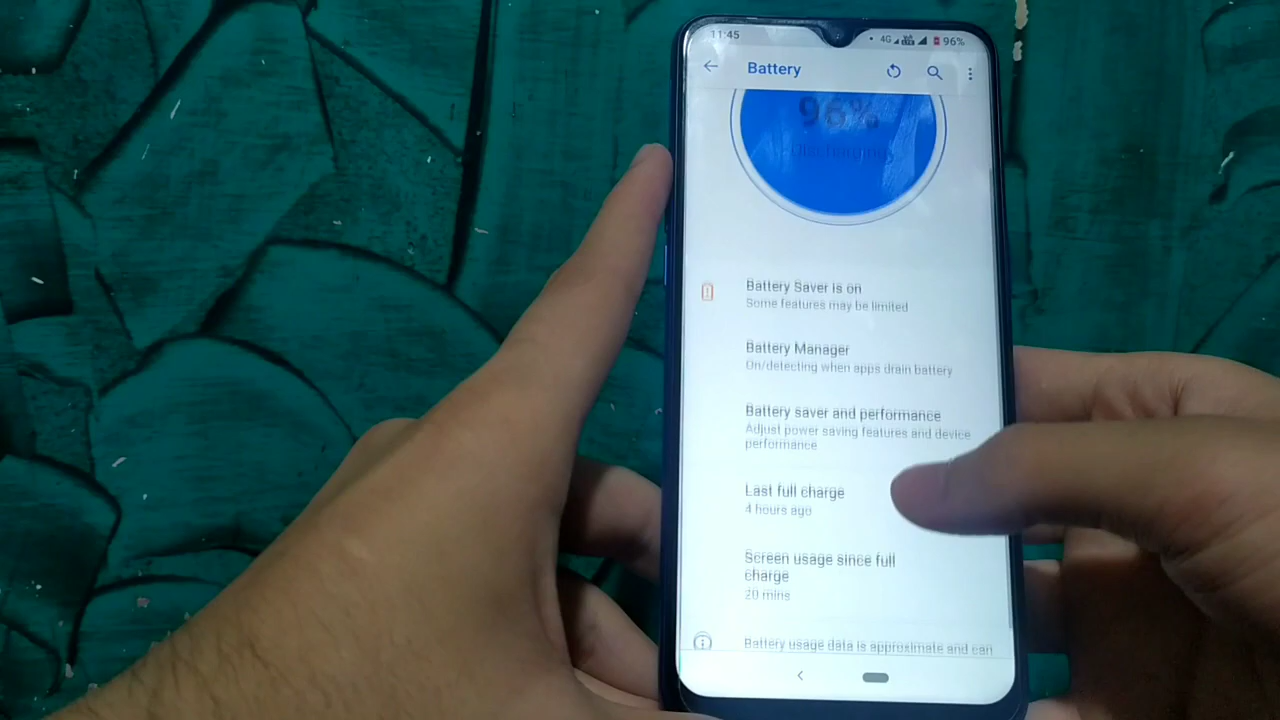 11:45
4G
96%
Battery
96%
Battery Saver is on
Some features may be limited
Battery Manager
On/detecting when apps drain battery
Battery saver and performance
Adjust power saving features and device
performance
Last full charge
4 hours ago
Screen usage since full
charge
20 mins
Battery usage data is approximate and can